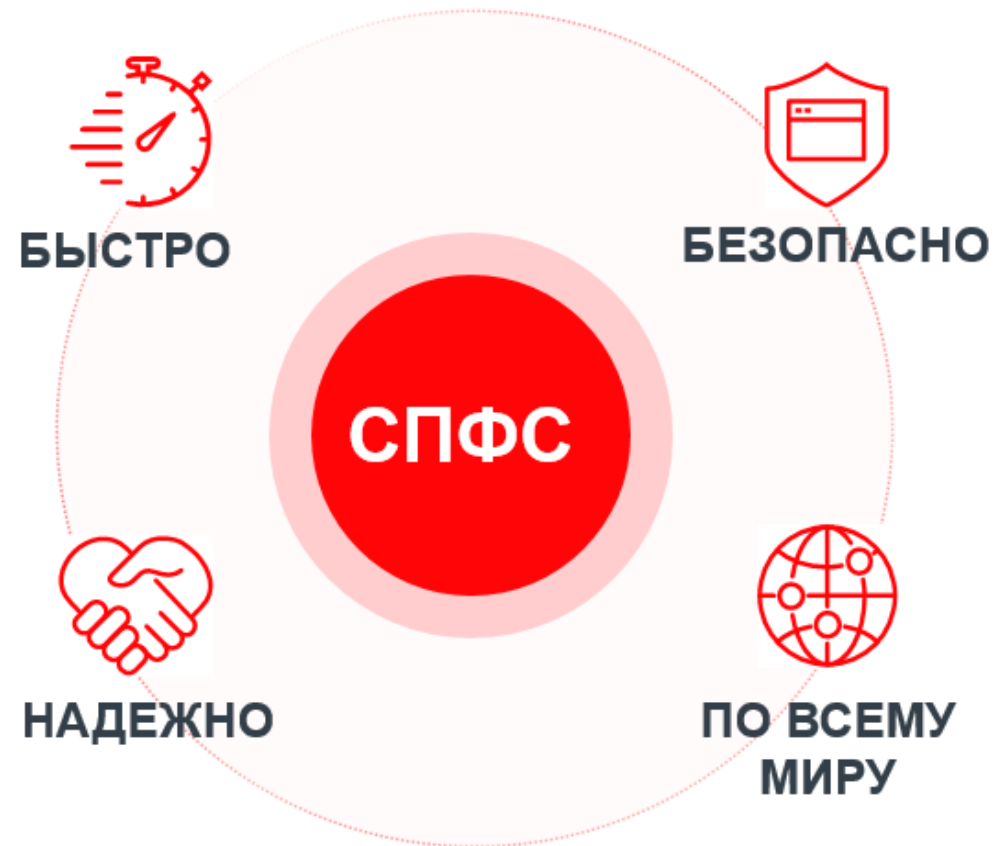 БЫСТРО
БЕЗОПАСНО
СПФС
НАДЕЖНО
ПО ВСЕМУ
МИРУ